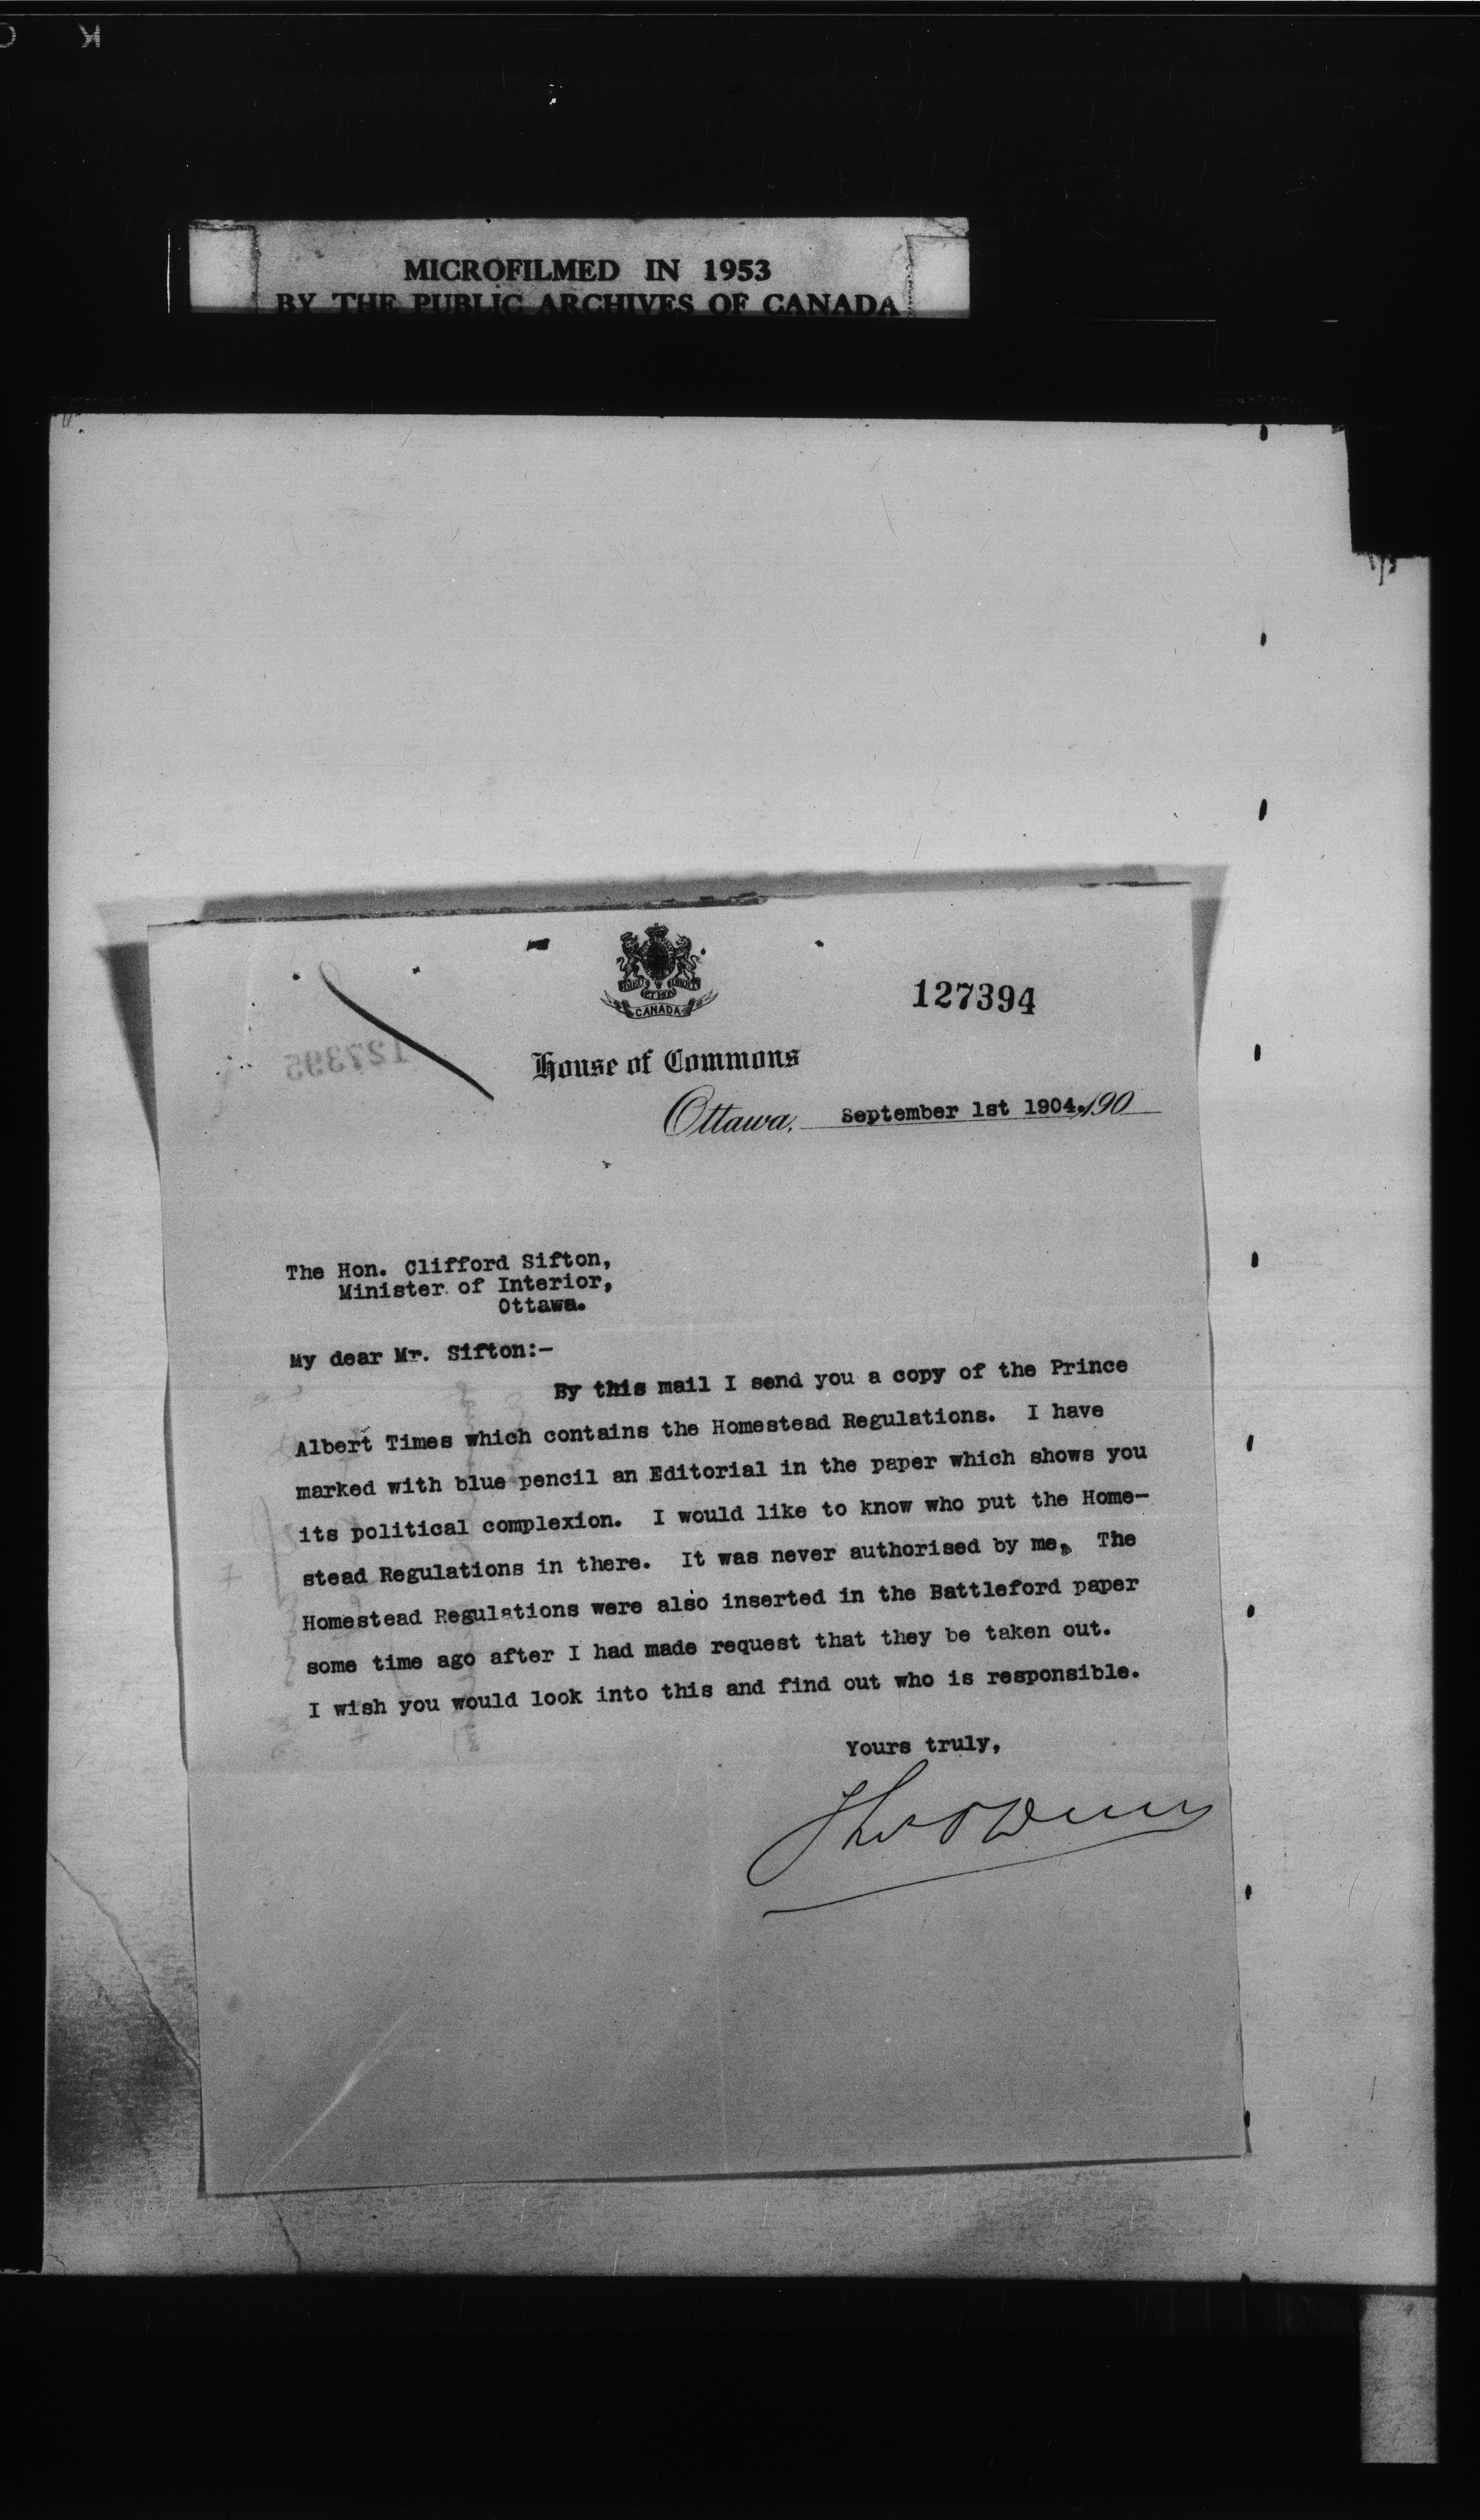 MICROFILMED IN 1953
BY THE PUBLIC ARCHIVES OF CANADA
CANADA
127394
127395
House of Commons
Ottawa, September 1st 1904, 190
The Hon. Clifford Sifton,
Minister of Interior,
Ottawa.
My dear Mr. Sifton:-
By this mail I send you a copy of the Prince
Albert Times which contains the Homestead Regulations. I have
marked with blue pencil an Editorial in the paper which shows you
its political complexion. I would like to know who put the Home-
stead Regulations in there. It was never authorised by me. The
Homestead Regulations were also inserted in the Battleford paper
some time ago after I had made request that they be taken out.
I wish you would look into this and find out who is responsible.
Yours truly,